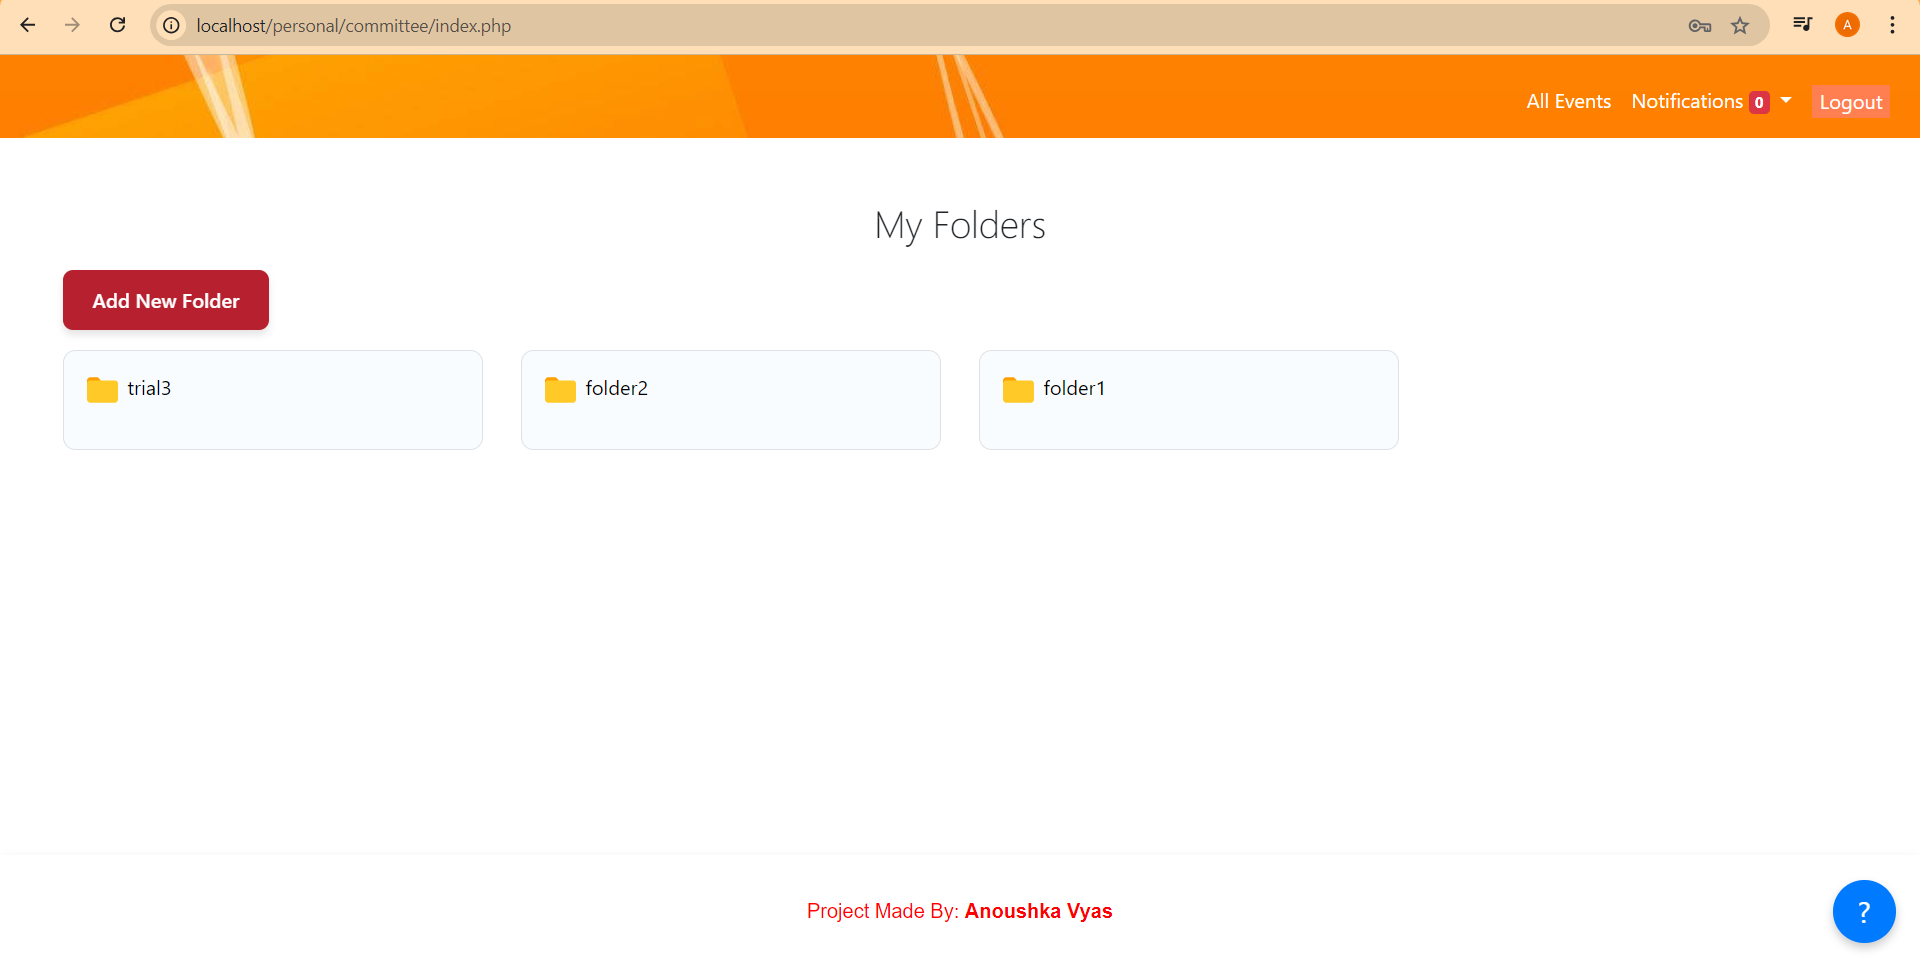 localhost/personal/committee/index.php
A
All Events Notifications 0 Logout
My Folders
Add New Folder
trial3 folder2 folder1
Project Made By: Anoushka Vyas
?